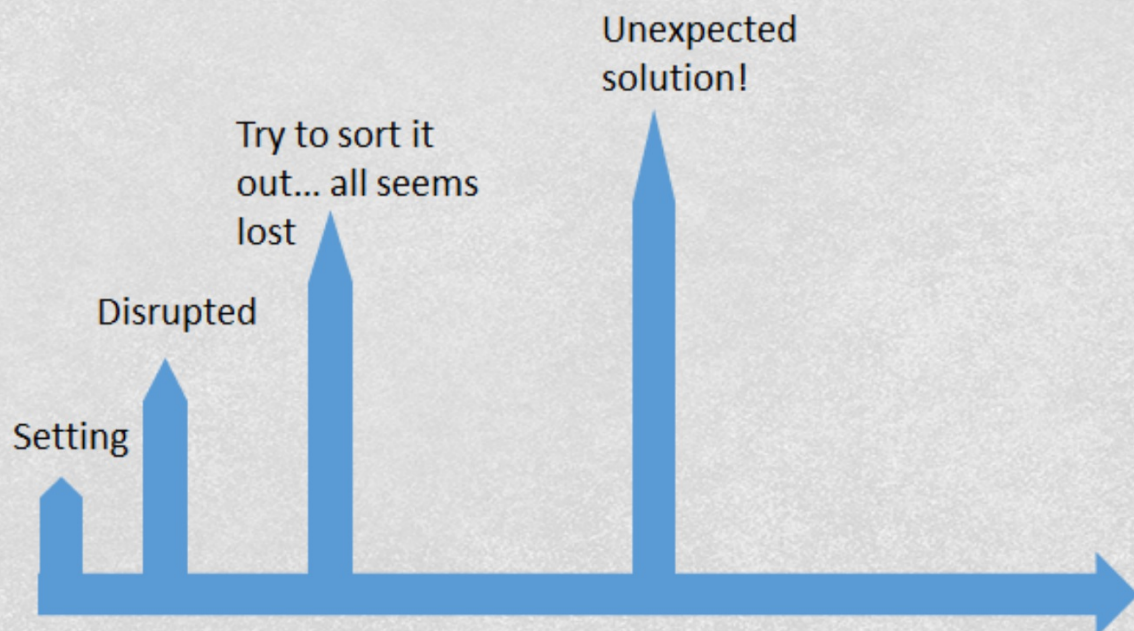 Setting
Disrupted
Try to sort it
out... all seems
lost
Unexpected
solution!